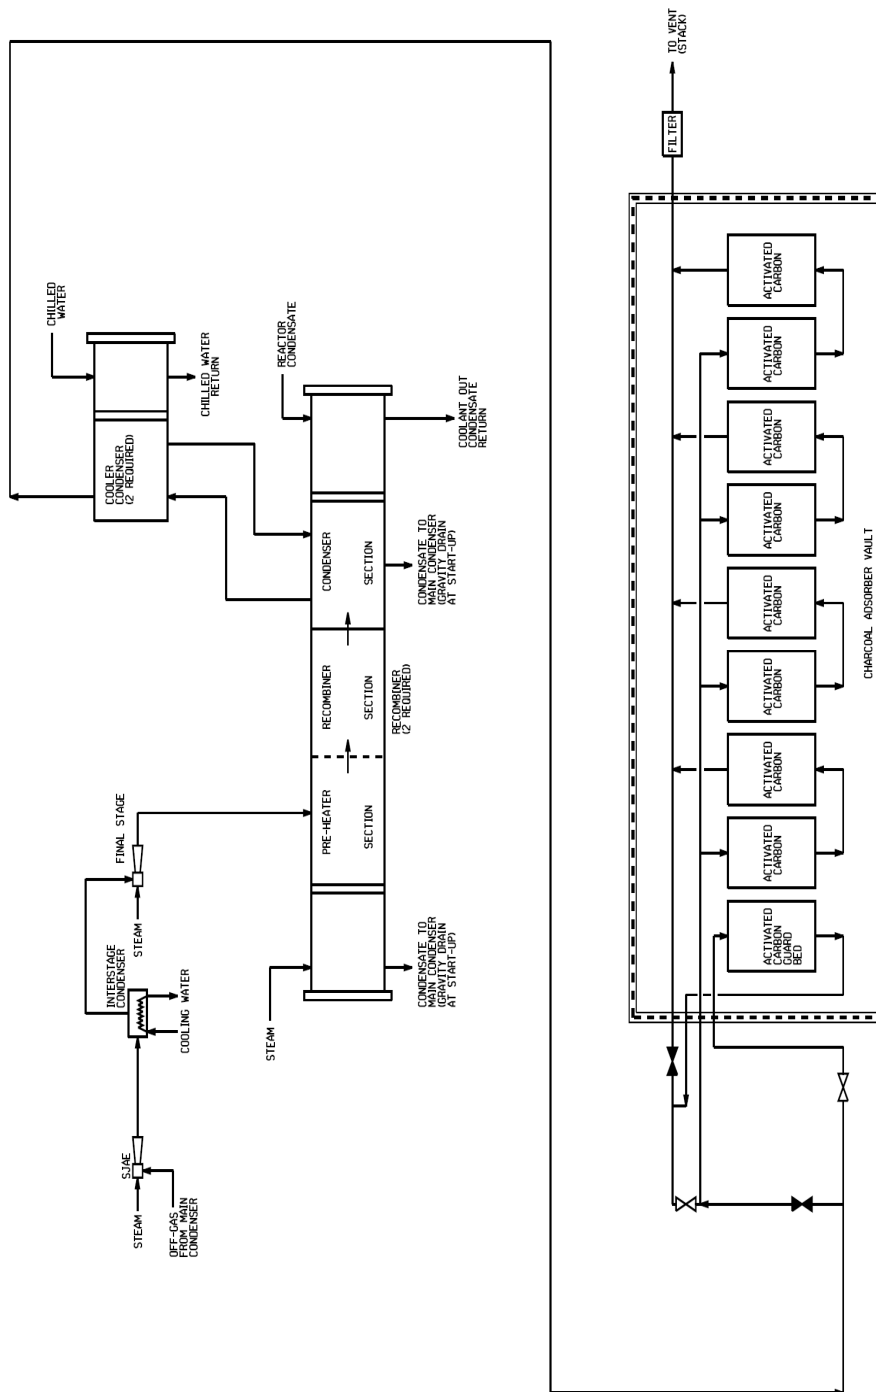 STEAM
OFF-GAS
FROM MAIN
CONDENSER
SJAE
COOLING WATER
INTERSTAGE
CONDENSER
STEAM
FINAL STAGE
STEAM
CONDENSATE TO
MAIN CONDENSER
(GRAVITY DRAIN
AT START-UP)
PRE-HEATER
SECTION
RECOMBINER
SECTION
RECOMBINER
(2 REQUIRED)
CONDENSER
SECTION
CONDENSATE TO
MAIN CONDENSER
(GRAVITY DRAIN
AT START-UP)
REACTOR
CONDENSATE
COOLANT OUT
CONDENSATE
RETURN
COOLER
CONDENSER
(2 REQUIRED)
CHILLED
WATER
CHILLED WATER
RETURN
ACTIVATED
CARBON
GUARD
BED
ACTIVATED
CARBON
ACTIVATED
CARBON
ACTIVATED
CARBON
ACTIVATED
CARBON
ACTIVATED
CARBON
ACTIVATED
CARBON
ACTIVATED
CARBON
ACTIVATED
CARBON
CHARCOAL ADSORBER VAULT
FILTER
TO VENT
(STACK)